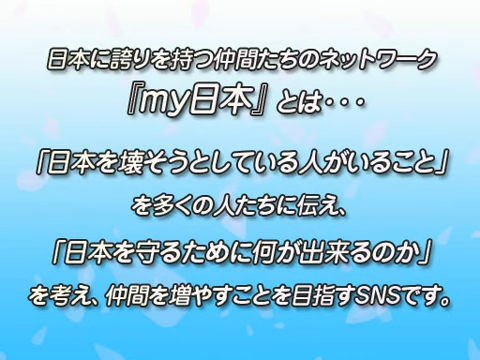 日本に誇りを持つ仲間たちのネットワーク
『my日本』とは・・・
「日本を壊そうとしている人がいること」
を多くの人たちに伝え、
「日本を守るために何が出来るのか」
を考え、仲間を増やすことを目指すSNSです。